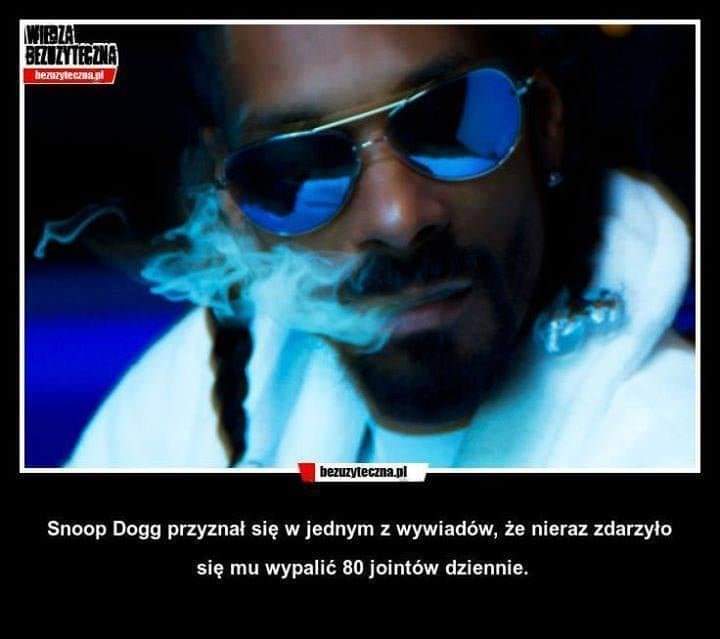 WIEDZA
BEZUŻYTECZNA
bezuzyteczna.pl
bezuzyteczna.pl
Snoop Dogg przyznał się w jednym z wywiadów, że nieraz zdarzyło
się mu wypalić 80 jointów dziennie.